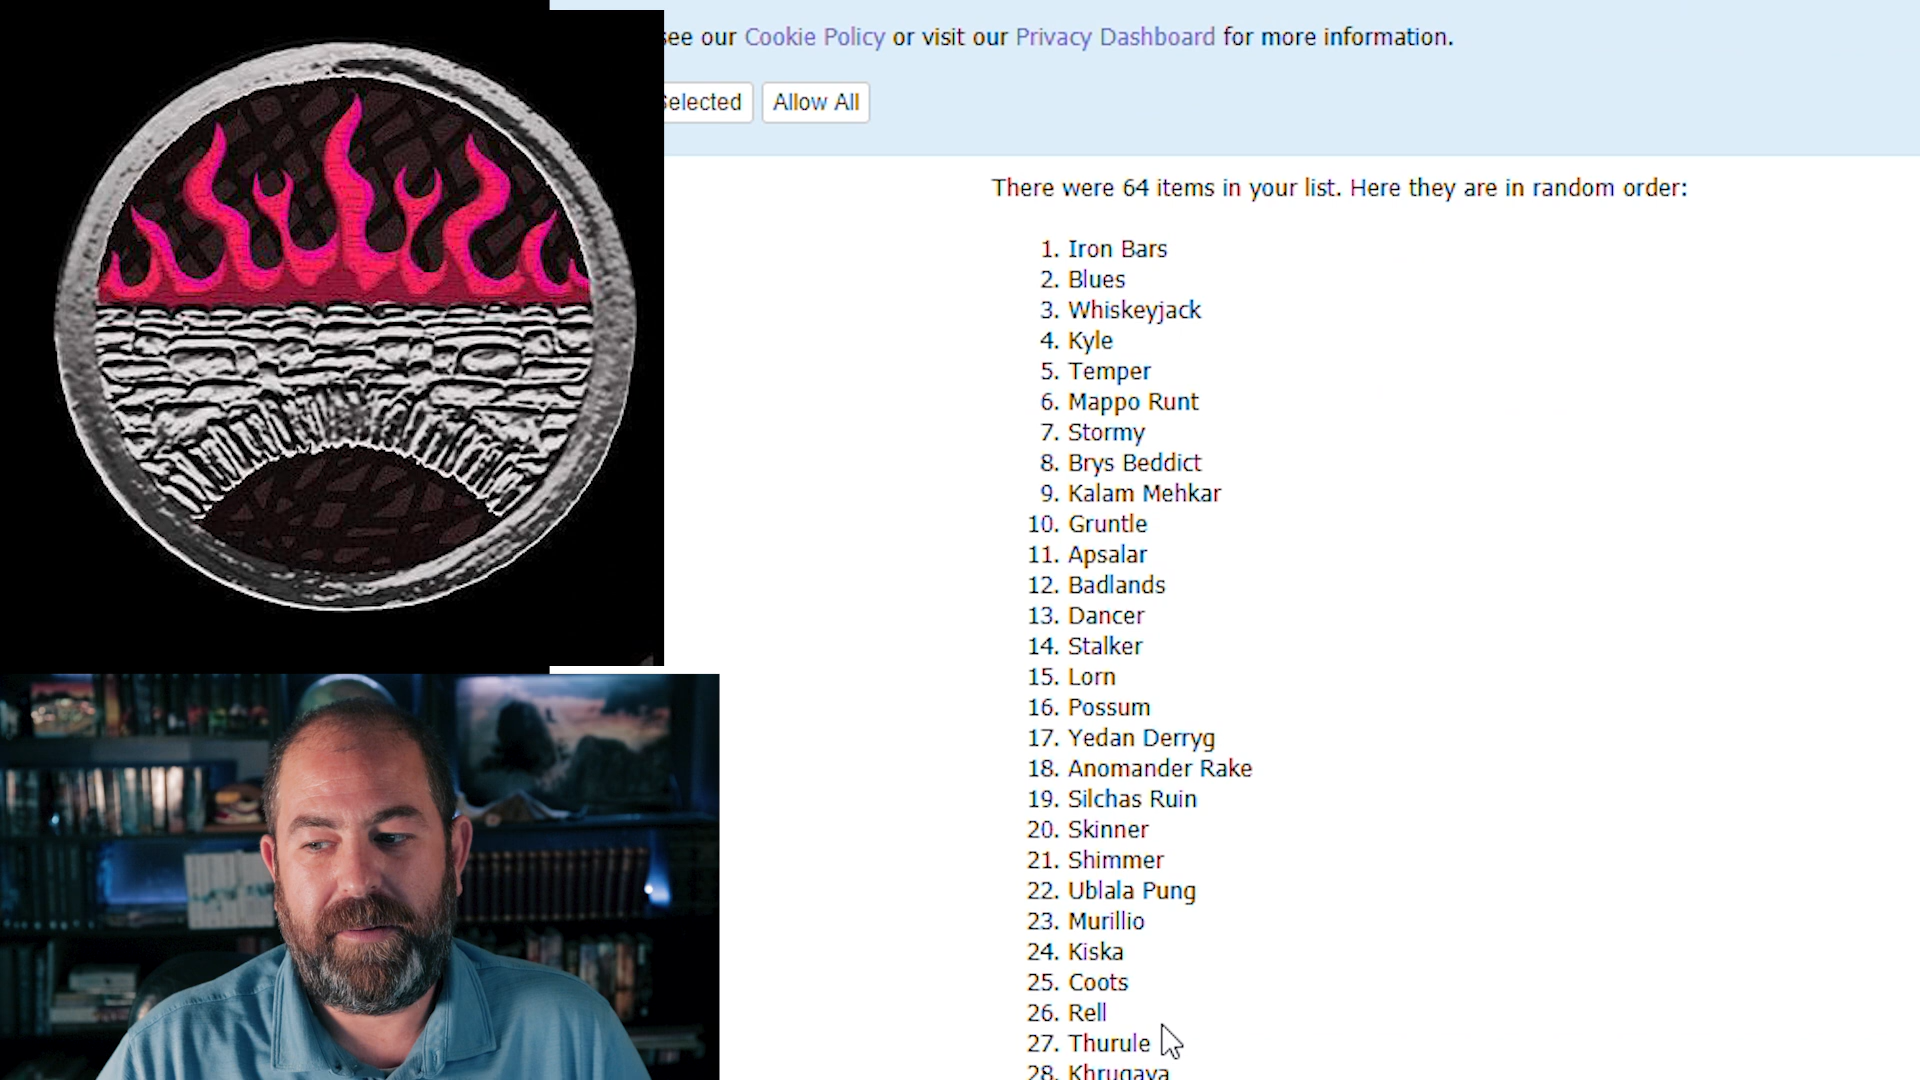 see our Cookie Policy or visit our Privacy Dashboard for more information.
Selected
Allow All
There were 64 items in your list. Here they are in random order:
1. Iron Bars
2. Blues
3. Whiskeyjack
4. Kyle
5. Temper
6. Mappo Runt
7. Stormy
8. Brys Beddict
9. Kalam Mehkar
10. Gruntle
11. Apsalar
12. Badlands
13. Dancer
14. Stalker
15. Lorn
16. Possum
17. Yedan Derryg
18. Anomander Rake
19. Silchas Ruin
20. Skinner
21. Shimmer
22. Ublala Pung
23. Murillio
24. Kiska
25. Coots
26. Rell
27. Thurule
28. Khrugava